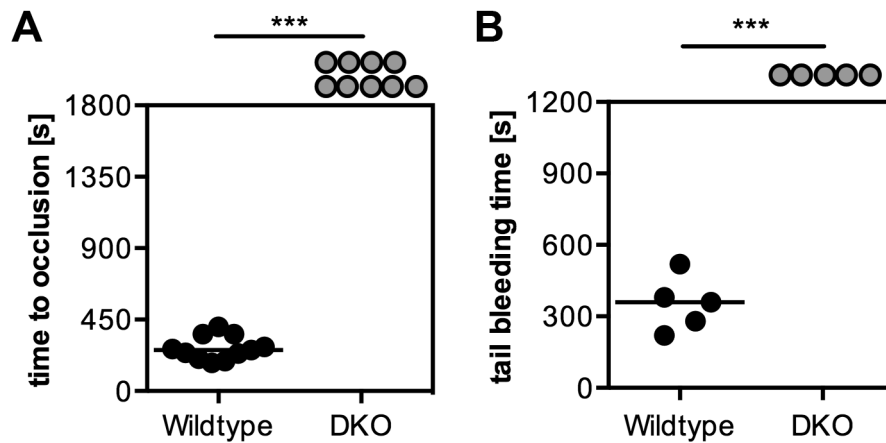 A
***
time to occlusion [s]
1800
1350
900
450
0
Wildtype DKO
B
***
tail bleeding time [s]
1200
900
600
300
0
Wildtype DKO